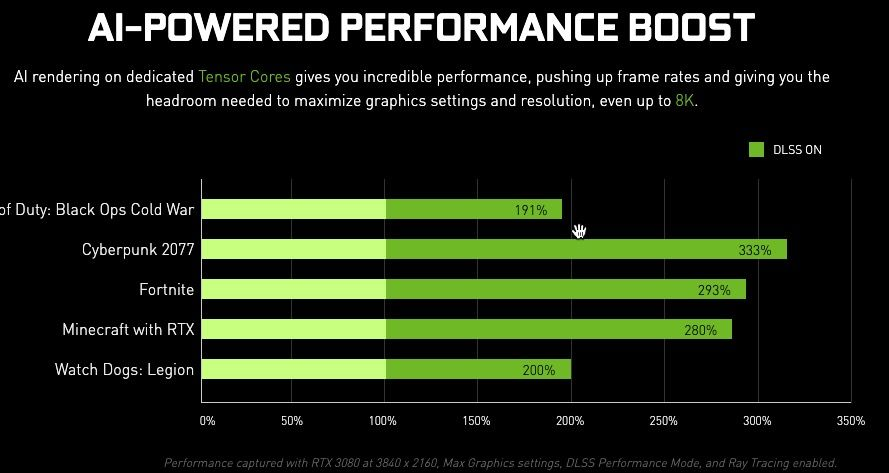 AI-POWERED PERFORMANCE BOOST
AI rendering on dedicated Tensor Cores gives you incredible performance, pushing up frame rates and giving you the
headroom needed to maximize graphics settings and resolution, even up to 8K.
DLSS ON
of Duty: Black Ops Cold War 191%
Cyberpunk 2077 333%
Fortnite 293%
Minecraft with RTX 280%
Watch Dogs: Legion 200%
0% 50% 100% 150% 200% 250% 300% 350%
Performance captured with RTX 3080 at 3840 x 2160, Max Graphics settings, DLSS Performance Mode, and Ray Tracing enabled.